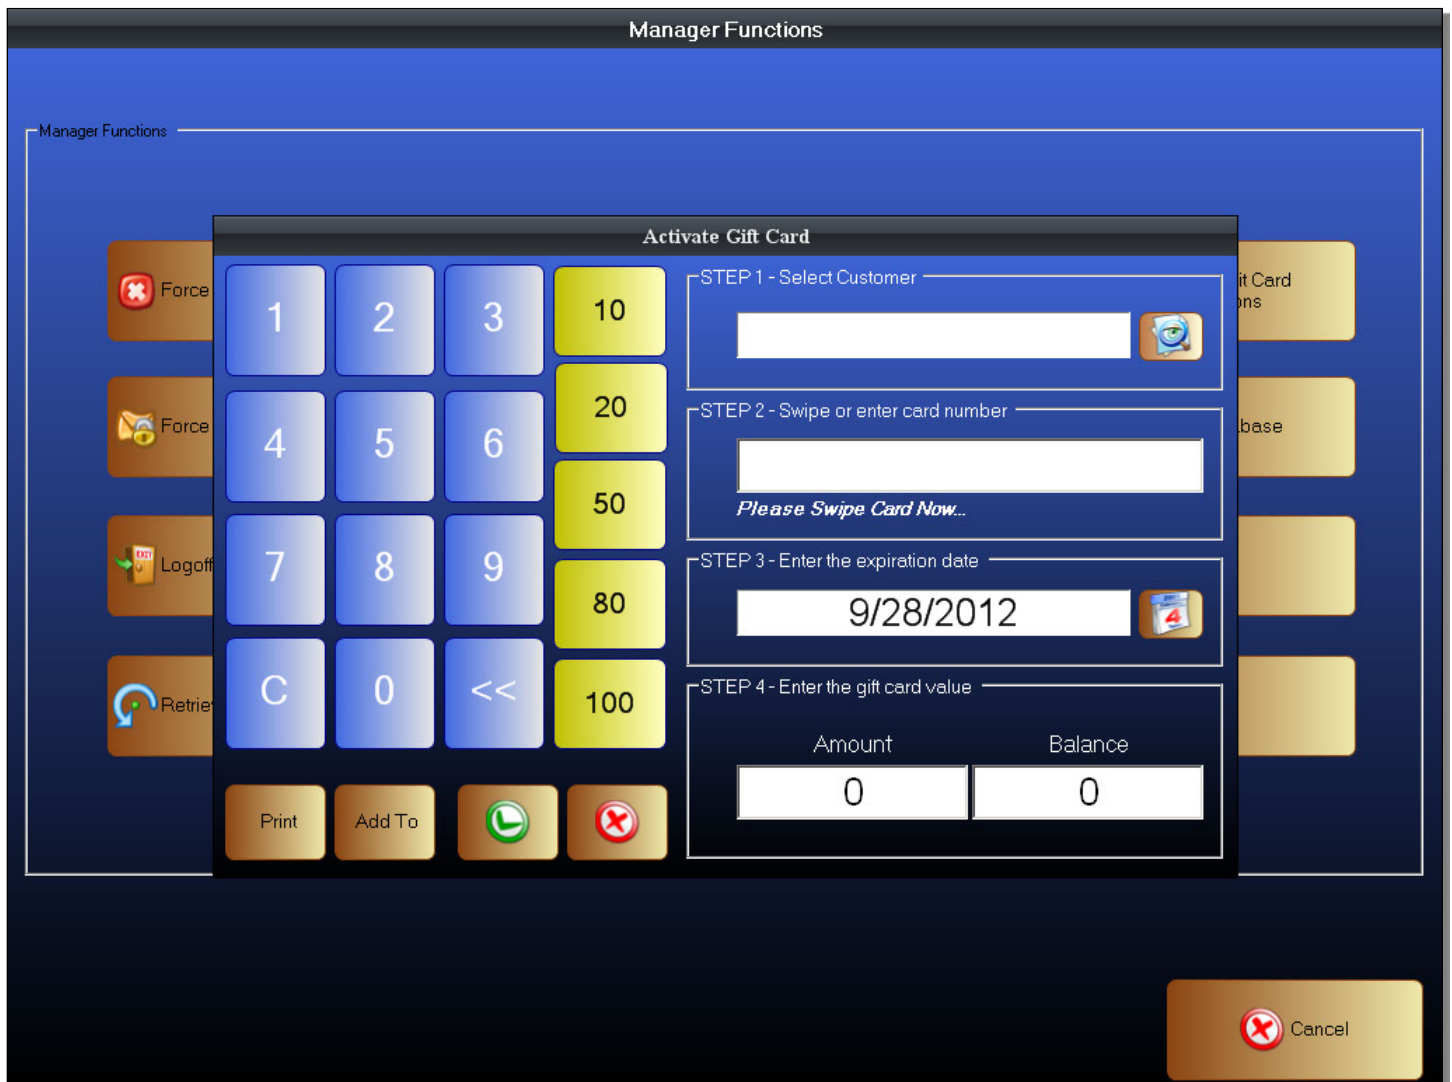 Manager Functions
Manager Functions
Activate Gift Card
Force
Force
Logoff
EXIT
1 2 3 10
4 5 6 20
7 8 9 50
C 0 << 80
100
Print Add To
STEP 1 - Select Customer
STEP 2 - Swipe or enter card number
Please Swipe Card Now...
STEP 3 - Enter the expiration date
9/28/2012
4
STEP 4 - Enter the gift card value
Amount Balance
0 0
Card
Cancel